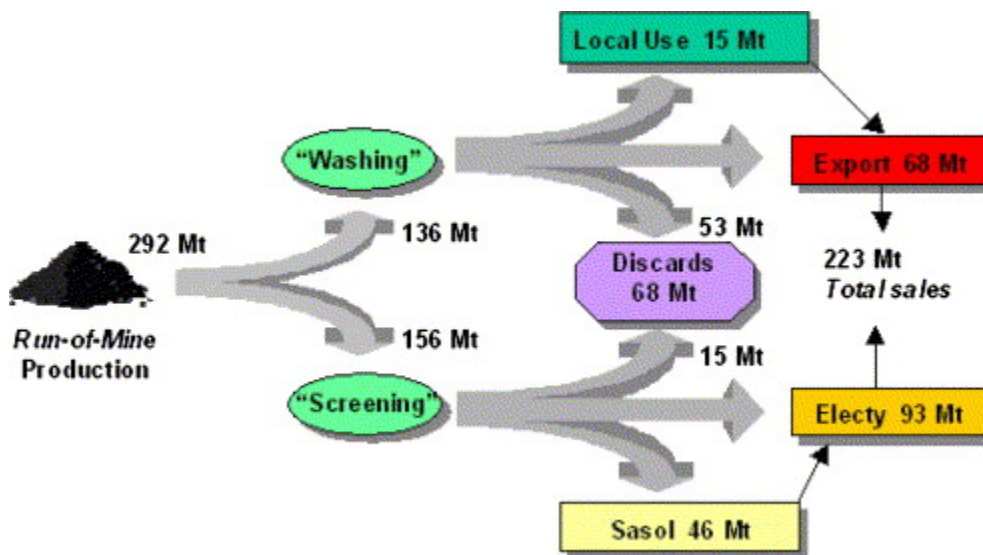 Local Use 15 Mt
"Washing"
Export 68 Mt
292 Mt
136 Mt
53 Mt
Discards
68 Mt
223 Mt
Total sales
Run-of-Mine
Production
156 Mt
15 Mt
"Screening"
Electy 93 Mt
Sasol 46 Mt